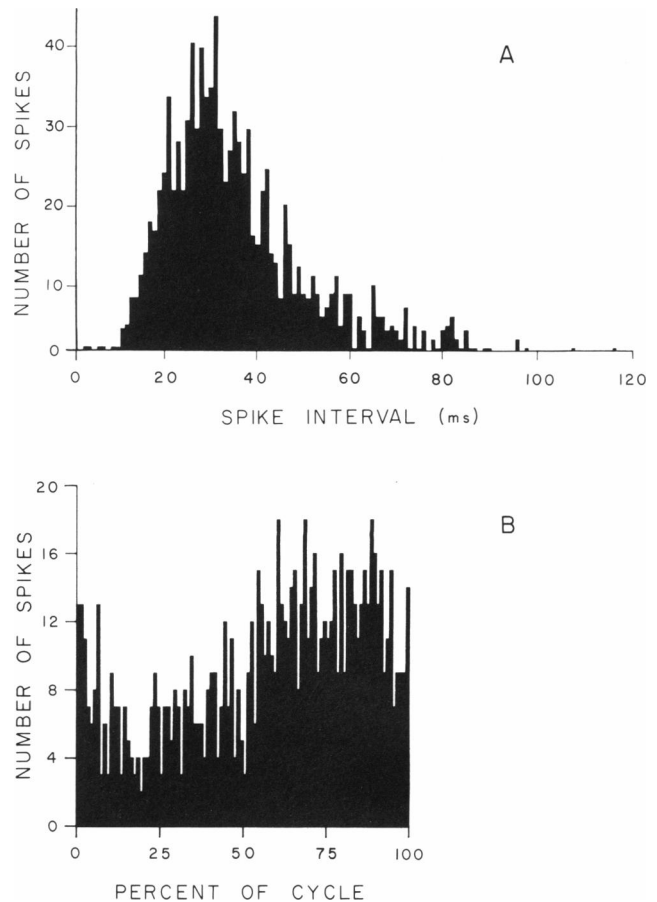 A
NUMBER OF SPIKES
40
30
20
10
0
0 20 40 60 80 100 120
SPIKE INTERVAL (ms)
B
NUMBER OF SPIKES
20
16
12
8
4
0
0 25 50 75 100
PERCENT OF CYCLE